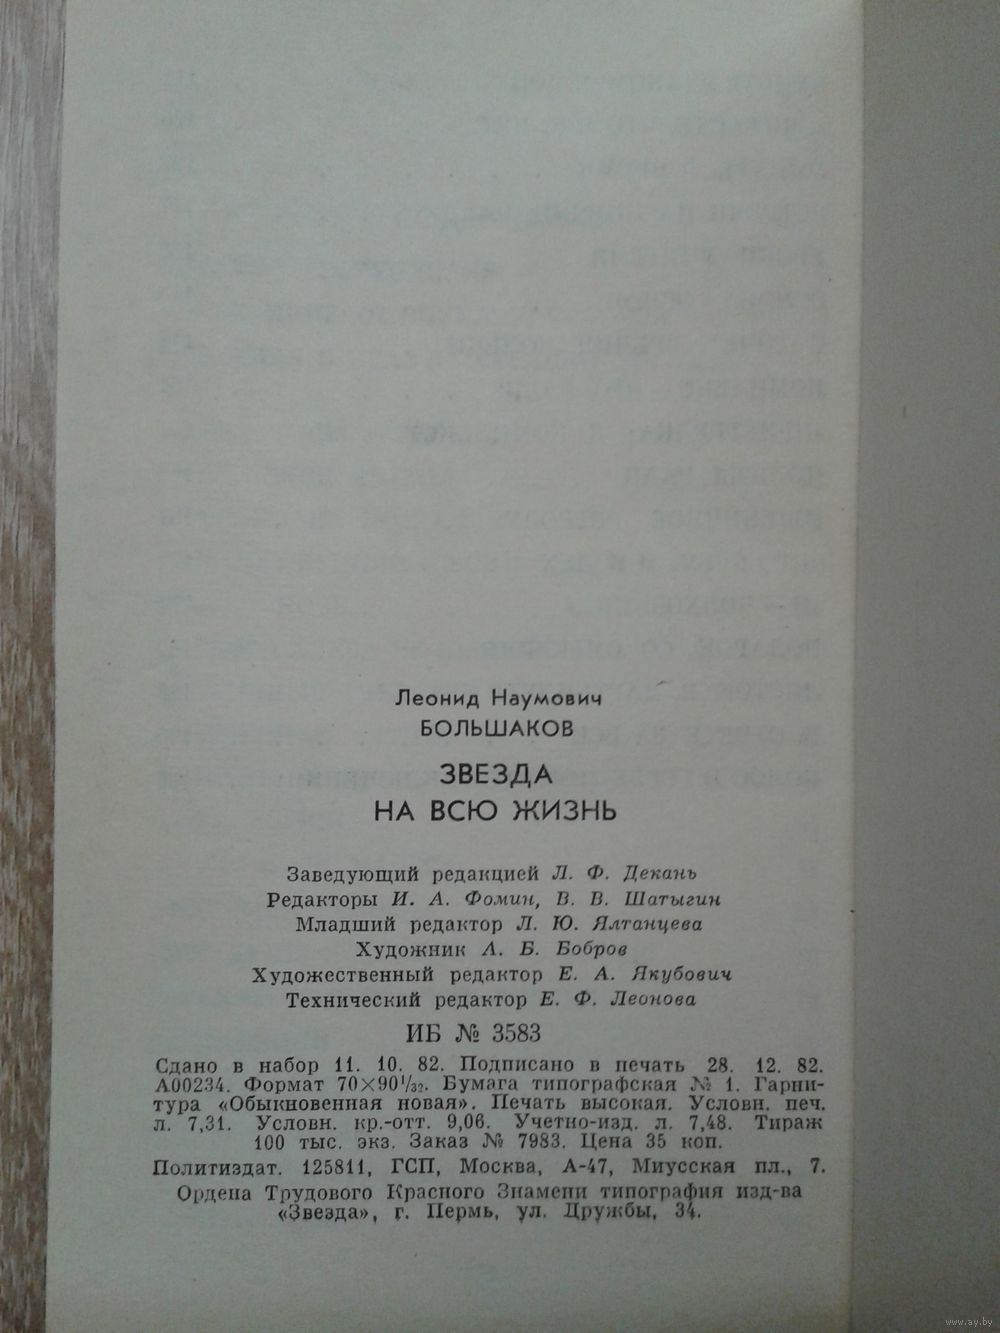 Леонид Наумович
БОЛЬШАКОВ
ЗВЕЗДА
НА ВСЮ ЖИЗНЬ
Заведующий редакцией Л. Ф. Декань
Редакторы И. А. Фомин, В. В. Шатыгин
Младший редактор Л. Ю. Ялтанцева
Художник А. Б. Бобров
Художественный редактор Е. А. Якубович
Технический редактор Е. Ф. Леонова
ИБ № 3583
Сдано в набор 11. 10. 82. Подписано в печать 28. 12. 82.
А00234. Формат 70×90¹/₃₂. Бумага типографская № 1. Гарни-
тура «Обыкновенная новая». Печать высокая. Условн. печ.
л. 7,31. Условн. кр.-отт. 9,06. Учетно-изд. л. 7,48. Тираж
100 тыс. экз. Заказ № 7983. Цена 35 коп.
Политиздат. 125811, ГСП, Москва, А-47, Миусская пл., 7.
Ордена Трудового Красного Знамени типография изд-ва
«Звезда», г. Пермь, ул. Дружбы, 34.
www.ay.by